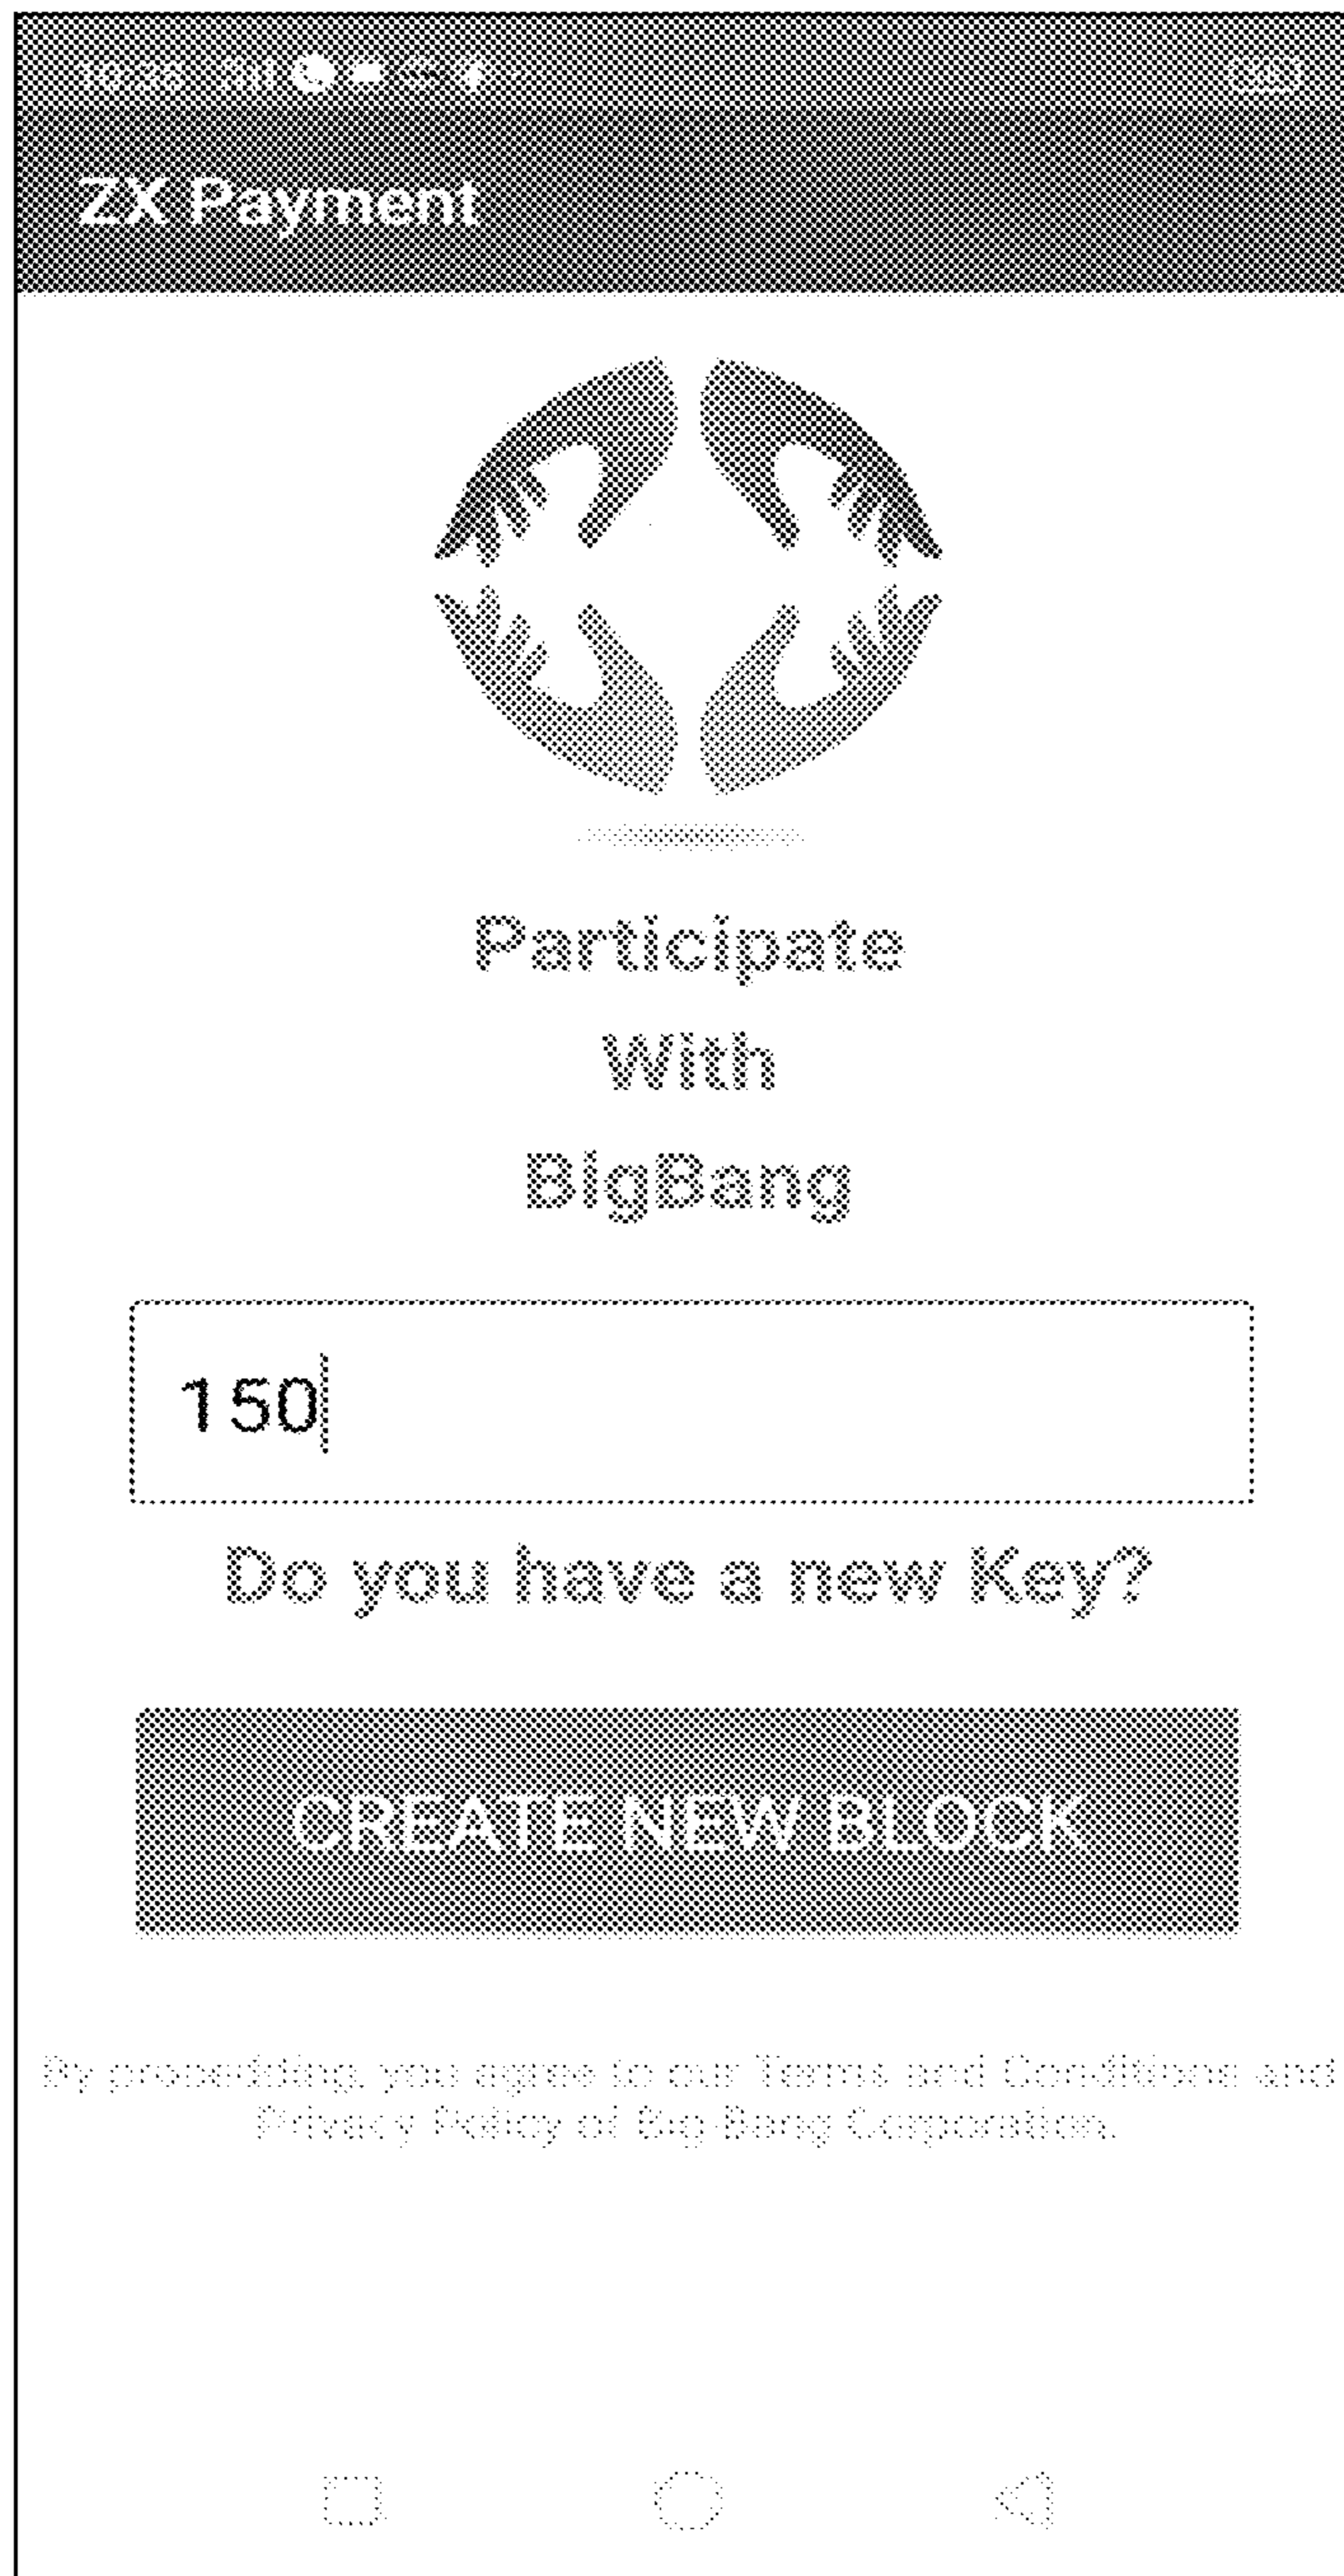 ZX Payment
Participate
With
BigBang
150
Do you have a new Key?
CREATE NEW BLOCK
By proceeding, you agree to our Terms and Conditions and
Privacy Policy of Big Bang Corporation.